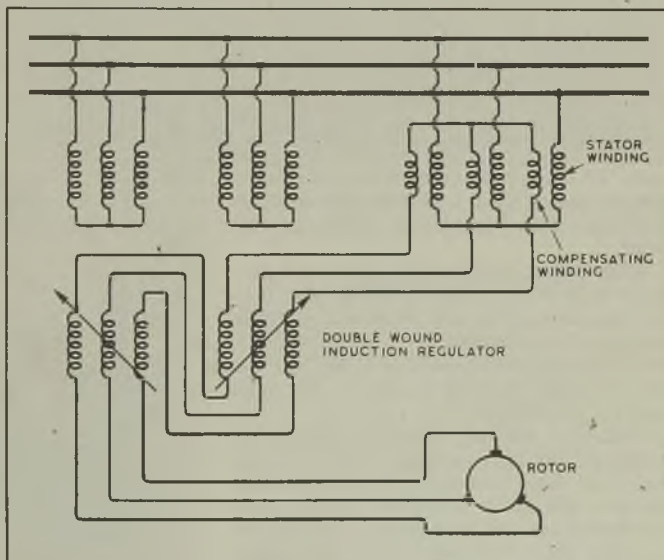 STATOR
WINDING
COMPENSATING
WINDING
DOUBLE WOUND
INDUCTION REGULATOR
ROTOR